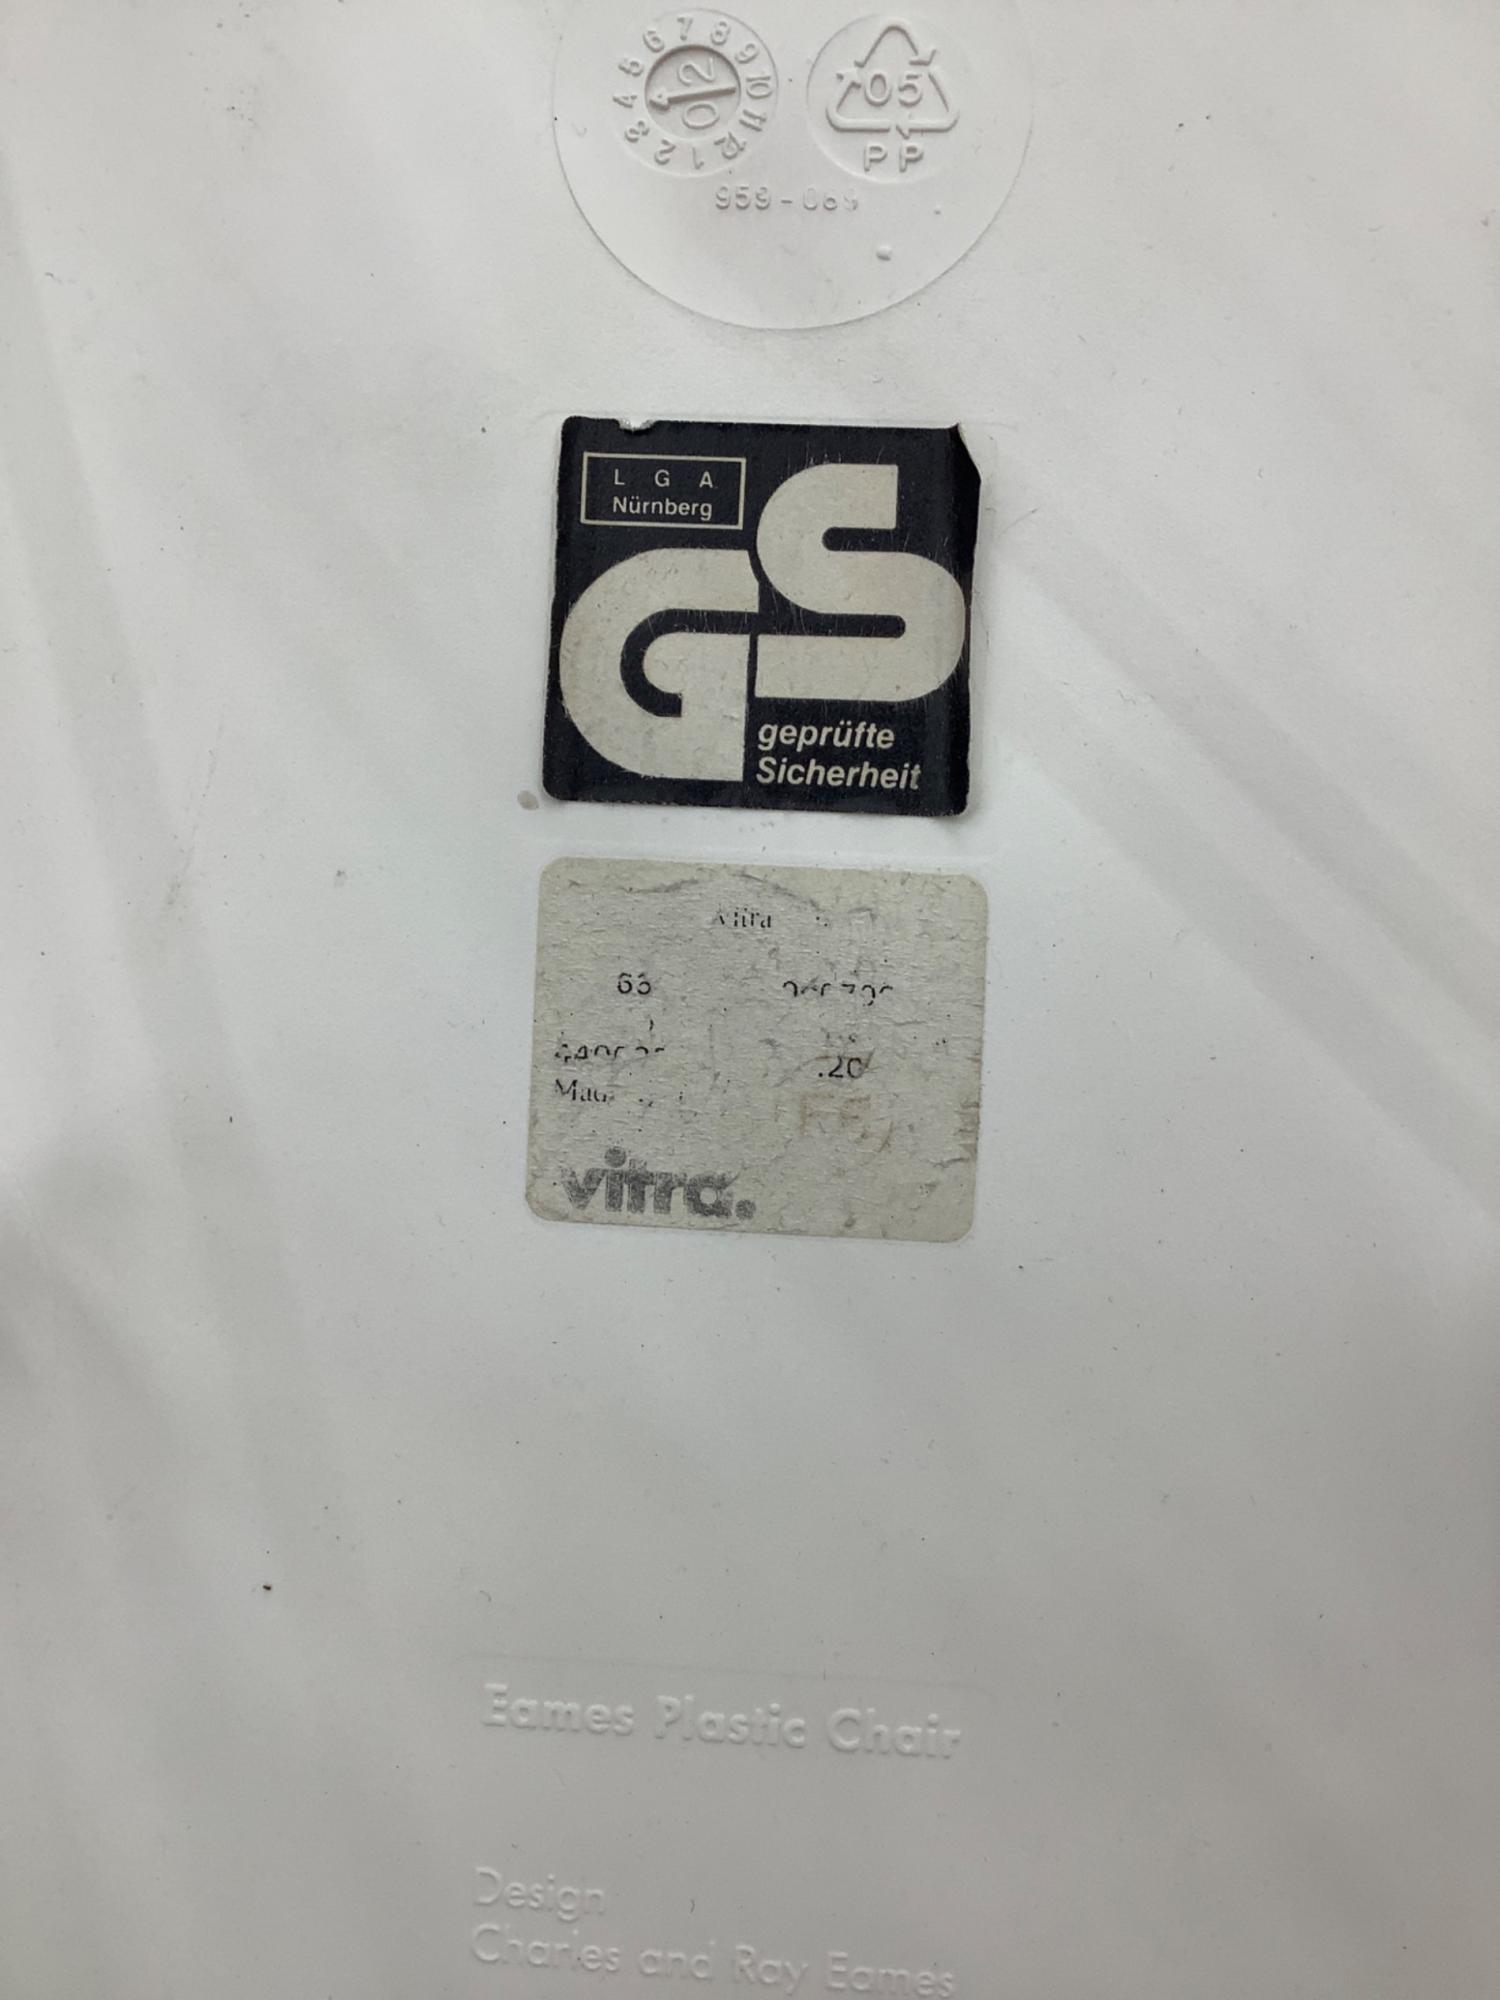 1 2 3 4 5 6 7 8 9 10 11 12
02
05
PP
L G A
Nürnberg
GS
geprüfte
Sicherheit
vitra.
Eames Plastic Chair
Design
Charles and Ray Eames